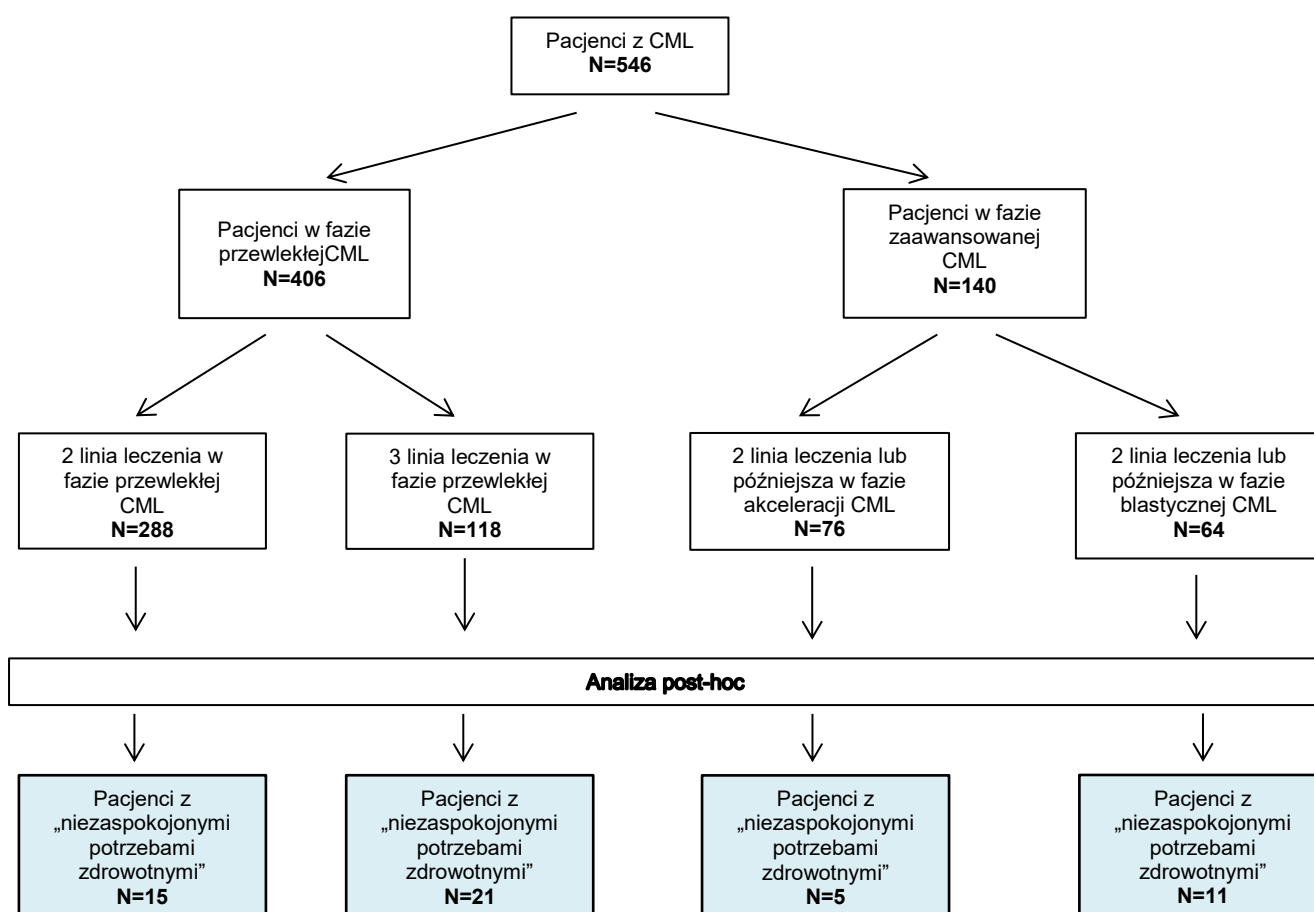 Pacjenci z CML
N=546
Pacjenci w fazie
przewlekłejCML
N=406
Pacjenci w fazie
zaawansowanej
CML
N=140
2 linia leczenia w
fazie przewlekłej
CML
N=288
3 linia leczenia w
fazie przewlekłej
CML
N=118
2 linia leczenia lub
późniejsza w fazie
akceleracji CML
N=76
2 linia leczenia lub
późniejsza w fazie
blastycznej CML
N=64
Analiza post-hoc
Pacjenci z
„niezaspokojonymi
potrzebami
zdrowotnymi”
N=15
Pacjenci z
„niezaspokojonymi
potrzebami
zdrowotnymi”
N=21
Pacjenci z
„niezaspokojonymi
potrzebami
zdrowotnymi”
N=5
Pacjenci z
„niezaspokojonymi
potrzebami
zdrowotnymi”
N=11